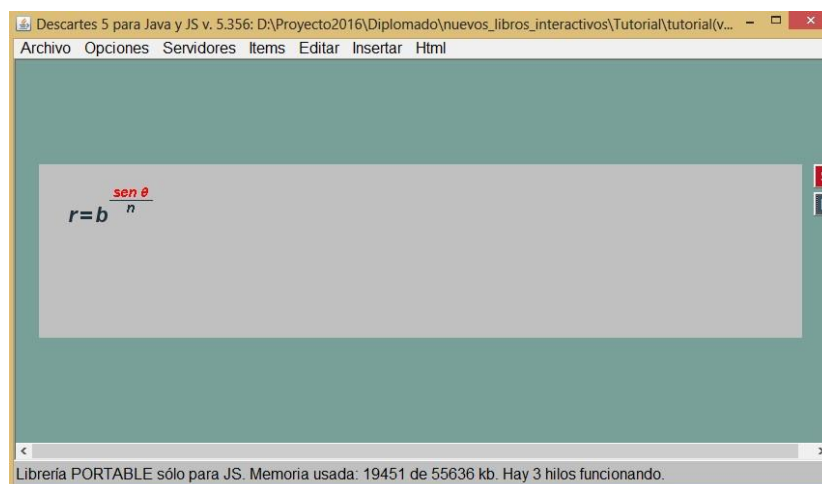 Descartes 5 para Java y JS v. 5.356: D:\Proyecto2016\Diplomado\nuevos_libros_interactivos\Tutorial\tutorial(v...
Archivo Opciones Servidores Items Editar Insertar Html
r=b^(sen θ/n)
Librería PORTABLE sólo para JS. Memoria usada: 19451 de 55636 kb. Hay 3 hilos funcionando.